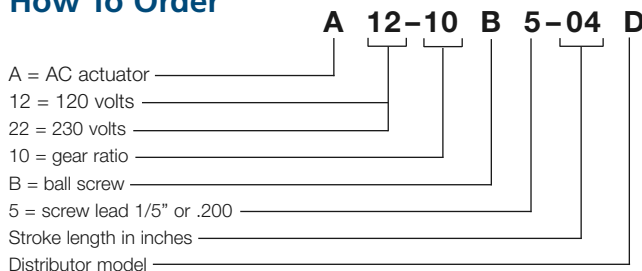 How To Order
A 12-10 B 5-04 D
A = AC actuator
12 = 120 volts
22 = 230 volts
10 = gear ratio
B = ball screw
5 = screw lead 1/5" or .200
Stroke length in inches
Distributor model